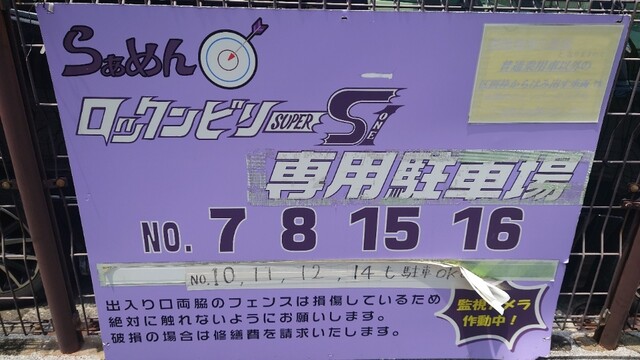 らぁめん
ロックンビリー SUPER S1 ONE
専用駐車場
NO. 7 8 15 16
NO.10, 11, 12, 14も駐車OK
出入り口両脇のフェンスは損傷しているため
絶対に触れないようにお願いします。
破損の場合は修繕費を請求いたします。
監視カメラ
作動中!